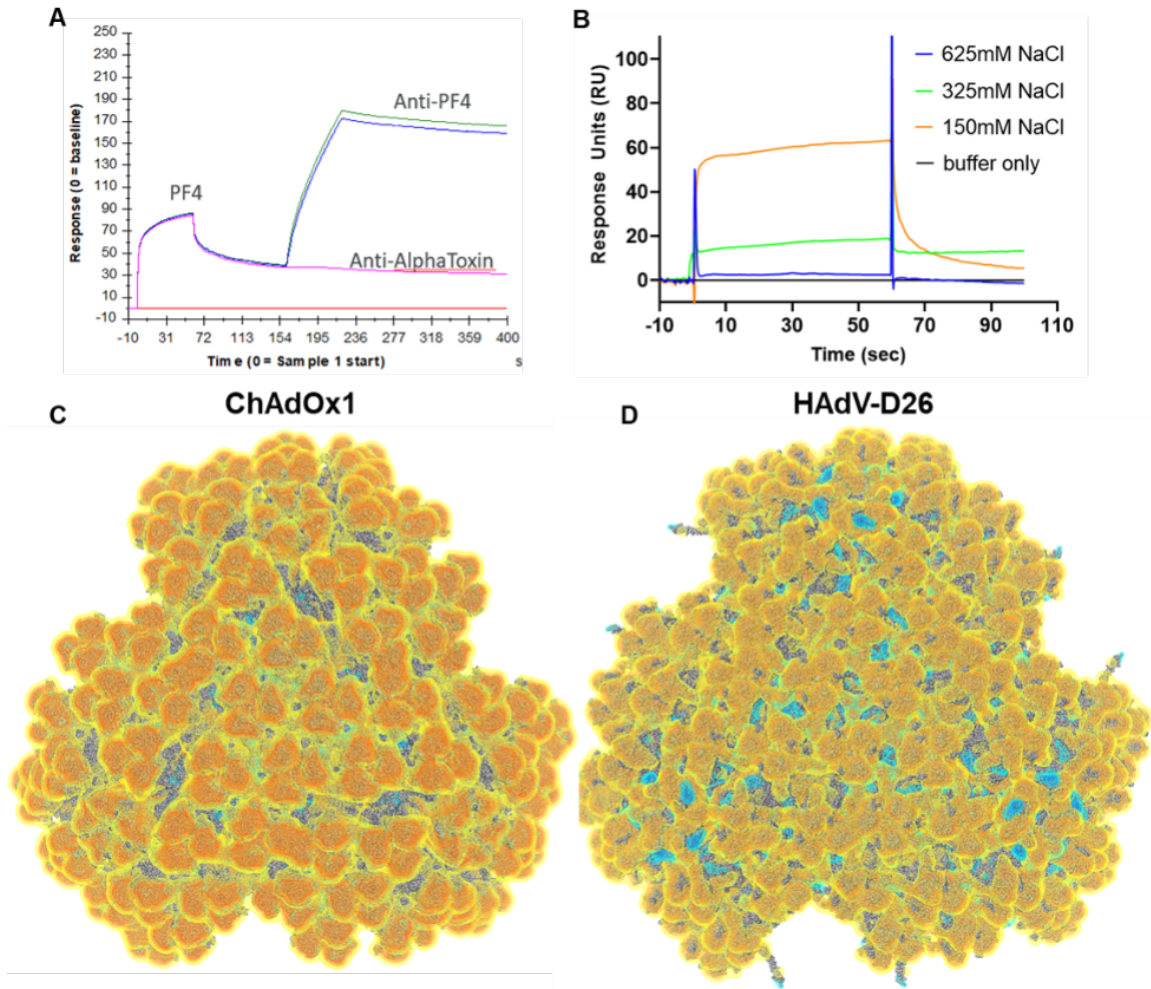 A
250
230
210
190
170
150
130
110
90
70
50
30
10
-10
Response (0 = baseline)
PF4
Anti-PF4
Anti-AlphaToxin
-10 31 72 113 154 195 236 277 318 359 400
Time (0 = Sample 1 start)
s
B
100
80
60
40
20
0
Response Units (RU)
625mM NaCl
325mM NaCl
150mM NaCl
buffer only
-10 10 30 50 70 90 110
Time (sec)
C
ChAdOx1
D
HAdV-D26